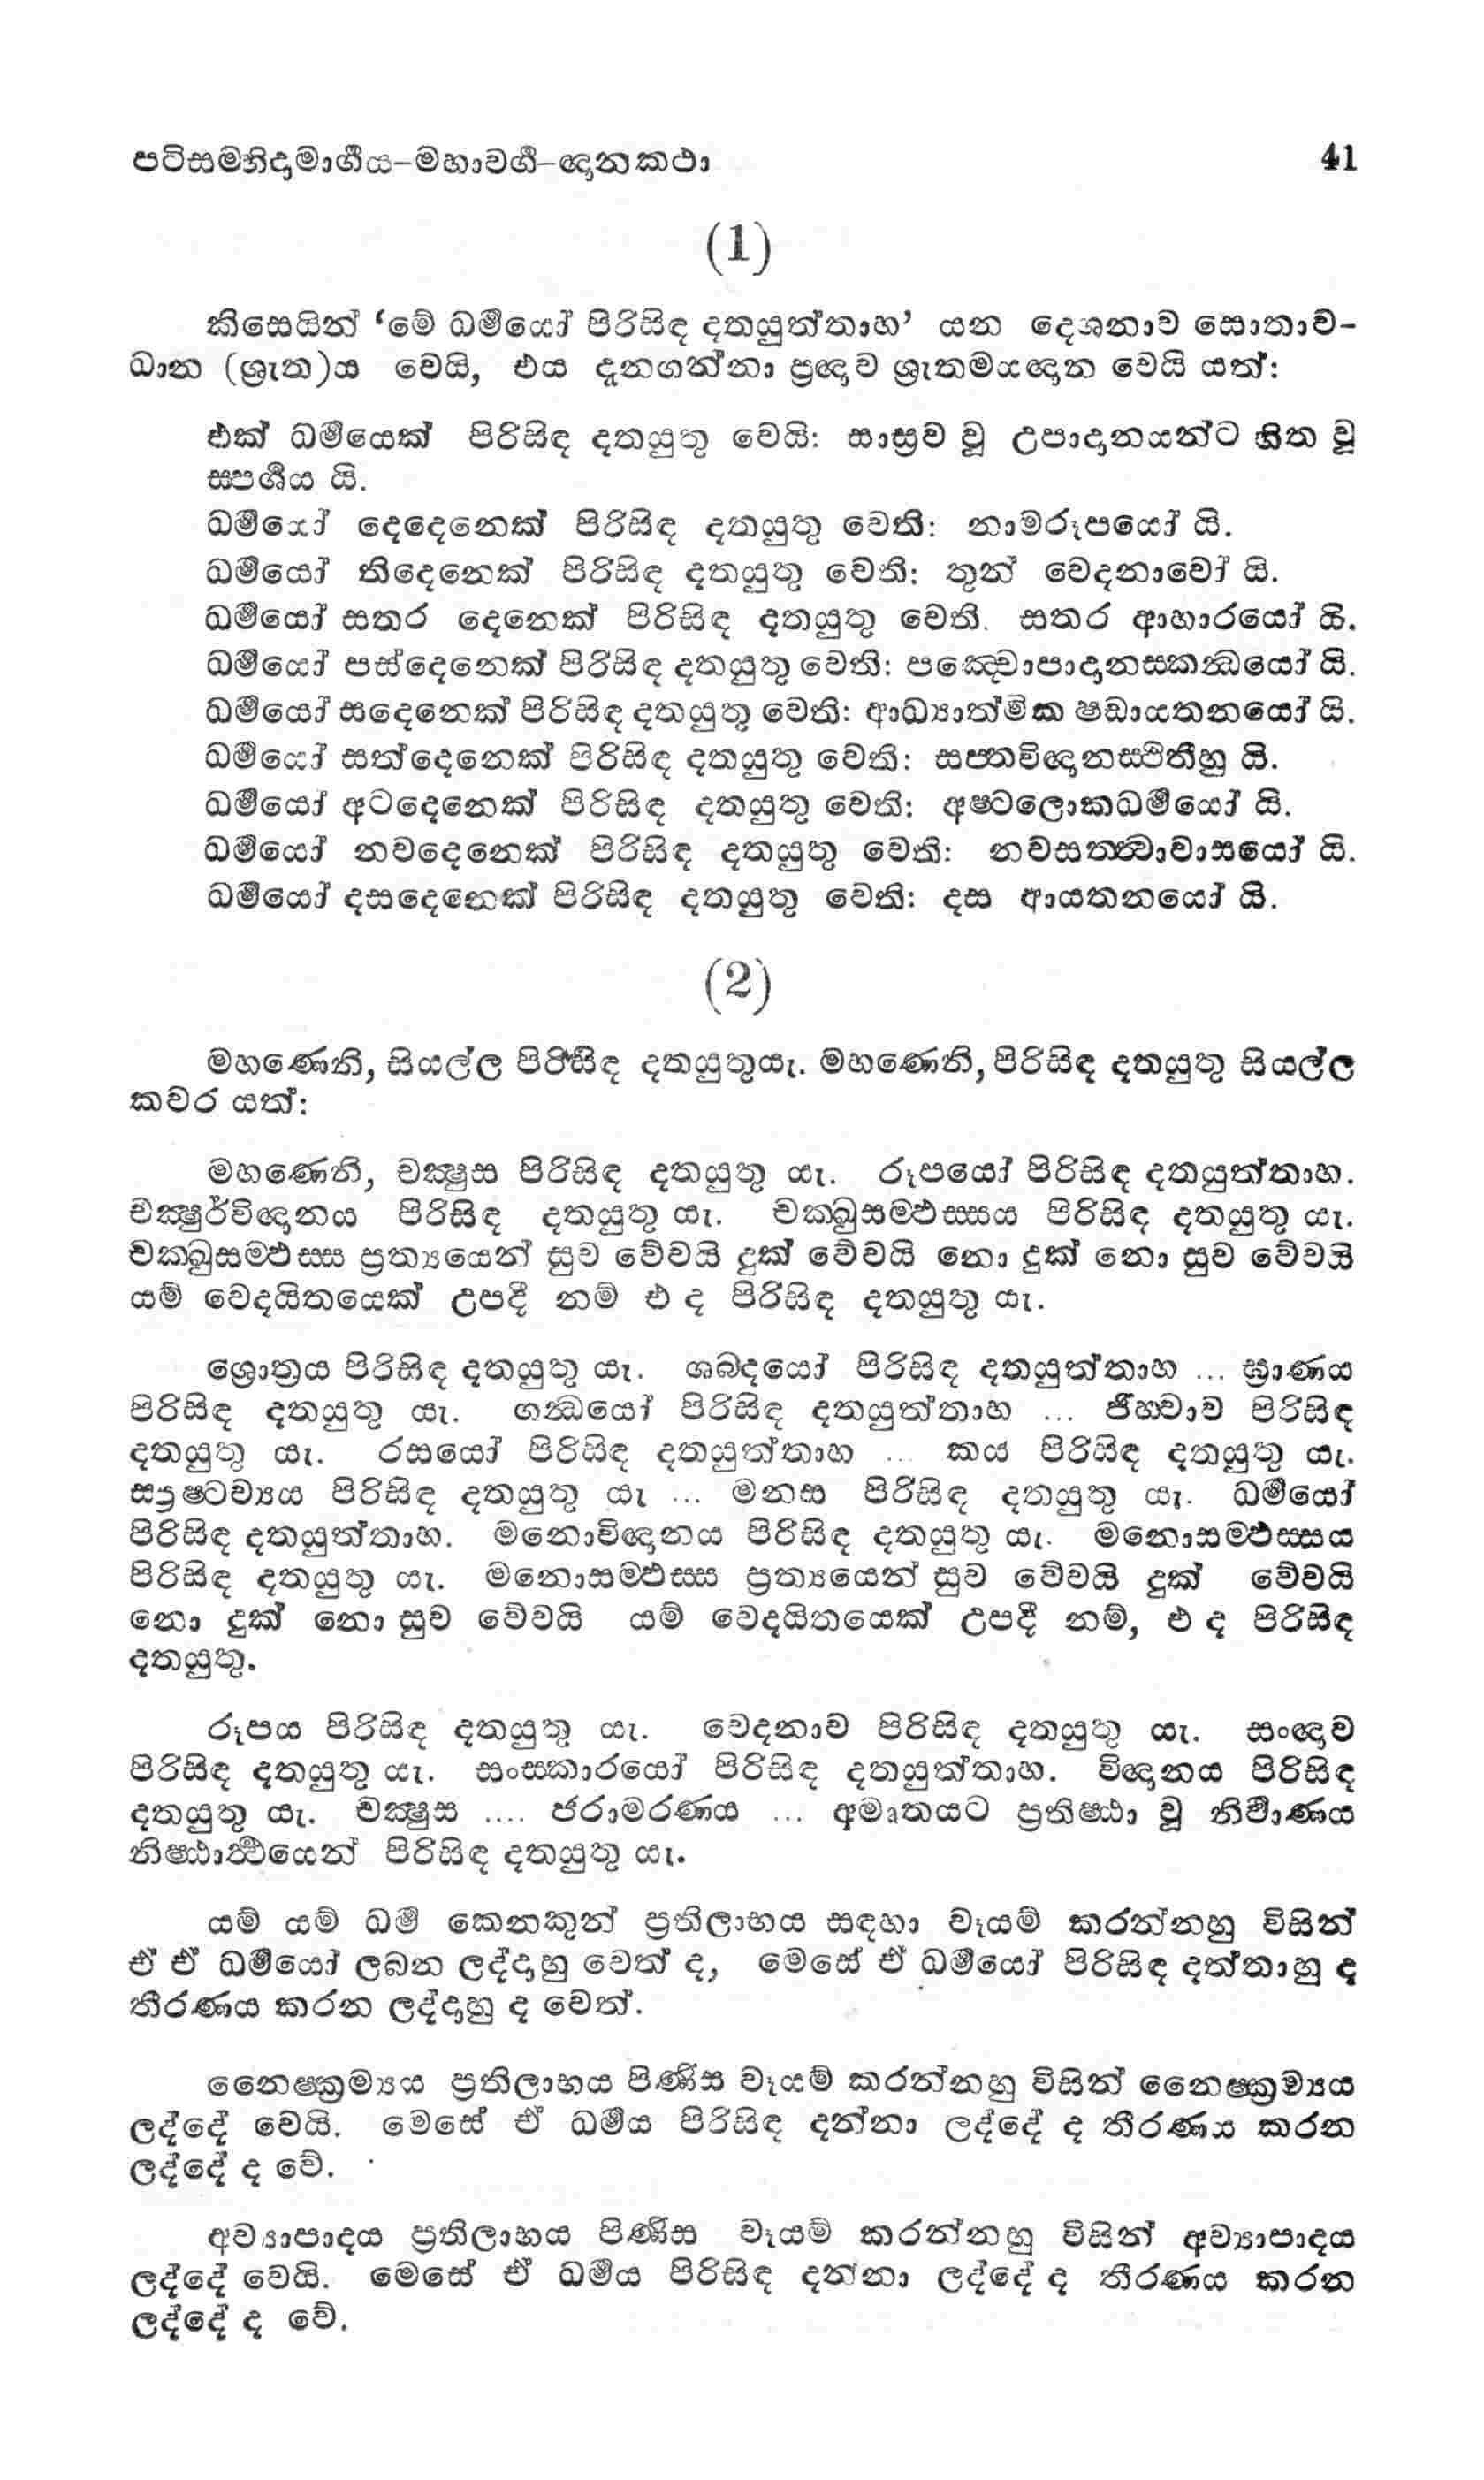 පටිසම්භිදාමාර්ගය-මහාවර්ග-ඥානකථා 41
(1)
කිසෙයින් ‘මේ ධර්මයෝ පිරිසිඳ දතයුත්තාහ’ යන දෙශනාව සොතාව-
ධාන (ශ්‍රැත)ය වෙයි, එය දැනගන්නා ප්‍රඥාව ශ්‍රැතමයඥාන වෙයි යත්:
එක් ධර්මයෙක් පිරිසිඳ දතයුතු වෙයි: සාස්‍රව වූ උපාදානයන්ට හිත වූ
ස්පර්ශය යි.
ධර්මයෝ දෙදෙනෙක් පිරිසිඳ දතයුතු වෙති: නාමරූපයෝ යි.
ධර්මයෝ තිදෙනෙක් පිරිසිඳ දතයුතු වෙති: තුන් වෙදනාවෝ යි.
ධර්මයෝ සතර දෙනෙක් පිරිසිඳ දතයුතු වෙති. සතර ආහාරයෝ යි.
ධර්මයෝ පස්දෙනෙක් පිරිසිඳ දතයුතු වෙති: පඤ්චොපාදානස්කන්ධයෝ යි.
ධර්මයෝ සදෙනෙක් පිරිසිඳ දතයුතු වෙති: ආධ්‍යාත්මික ෂඩායතනයෝ යි.
ධර්මයෝ සත්දෙනෙක් පිරිසිඳ දතයුතු වෙති: සප්තවිඥානස්ථිතීහු යි.
ධර්මයෝ අටදෙනෙක් පිරිසිඳ දතයුතු වෙති: අෂ්ටලොකධර්මයෝ යි.
ධර්මයෝ නවදෙනෙක් පිරිසිඳ දතයුතු වෙති: නවසත්ත්වාවාසයෝ යි.
ධර්මයෝ දසදෙනෙක් පිරිසිඳ දතයුතු වෙති: දස ආයතනයෝ යි.
(2)
මහණෙනි, සියල්ල පිරිසිඳ දතයුතුයැ. මහණෙනි, පිරිසිඳ දතයුතු සියල්ල
කවර යත්:
මහණෙනි, චක්‍ෂුස පිරිසිඳ දතයුතු යැ. රූපයෝ පිරිසිඳ දතයුත්තාහ.
චක්‍ෂුර්විඥානය පිරිසිඳ දතයුතු යැ. චක්ඛුසම්ඵස්සය පිරිසිඳ දතයුතු යැ.
චක්ඛුසම්ඵස්ස ප්‍රත්‍යයෙන් සුව වේවයි දුක් වේවයි නො දුක් නො සුව වේවයි
යම් වෙදයිතයෙක් උපදී නම් එ ද පිරිසිඳ දතයුතු යැ.
ශ්‍රොත්‍රය පිරිසිඳ දතයුතු යැ. ශබ්දයෝ පිරිසිඳ දතයුත්තාහ ... ඝ්‍රාණය
පිරිසිඳ දතයුතු යැ. ගන්ධයෝ පිරිසිඳ දතයුත්තාහ ... ජිහ්වාව පිරිසිඳ
දතයුතු යැ. රසයෝ පිරිසිඳ දතයුත්තාහ ... කය පිරිසිඳ දතයුතු යැ.
ස්ප්‍රෂ්ටව්‍යය පිරිසිඳ දතයුතු යැ ... මනස පිරිසිඳ දතයුතු යැ. ධර්මයෝ
පිරිසිඳ දතයුත්තාහ. මනොවිඥානය පිරිසිඳ දතයුතු යැ. මනොසම්ඵස්සය
පිරිසිඳ දතයුතු යැ. මනොසම්ඵස්ස ප්‍රත්‍යයෙන් සුව වේවයි දුක් වේවයි
නො දුක් නො සුව වේවයි යම් වෙදයිතයෙක් උපදී නම්, එ ද පිරිසිඳ
දතයුතු.
රූපය පිරිසිඳ දතයුතු යැ. වෙදනාව පිරිසිඳ දතයුතු යැ. සංඥාව
පිරිසිඳ දතයුතු යැ. සංස්කාරයෝ පිරිසිඳ දතයුත්තාහ. විඥානය පිරිසිඳ
දතයුතු යැ. චක්‍ෂුස .... ජරාමරණය ... අමෘතයට ප්‍රතිෂ්ඨා වූ නිර්වාණය
නිෂ්ඨාර්ථයෙන් පිරිසිඳ දතයුතු යැ.
යම් යම් ධර්ම කෙනකුන් ප්‍රතිලාභය සඳහා වෑයම් කරන්නහු විසින්
ඒ ඒ ධර්මයෝ ලබන ලද්දාහු වෙත් ද, මෙසේ ඒ ධර්මයෝ පිරිසිඳ දත්තාහු ද
තීරණය කරන ලද්දාහු ද වෙත්.
නෛෂ්ක්‍රම්‍යය ප්‍රතිලාභය පිණිස වෑයම් කරන්නහු විසින් නෛෂ්ක්‍රම්‍යය
ලද්දේ වෙයි. මෙසේ ඒ ධර්මය පිරිසිඳ දන්නා ලද්දේ ද තීරණය කරන
ලද්දේ ද වේ.
අව්‍යාපාදය ප්‍රතිලාභය පිණිස වෑයම් කරන්නහු විසින් අව්‍යාපාදය
ලද්දේ වෙයි. මෙසේ ඒ ධර්මය පිරිසිඳ දන්නා ලද්දේ ද තීරණය කරන
ලද්දේ ද වේ.